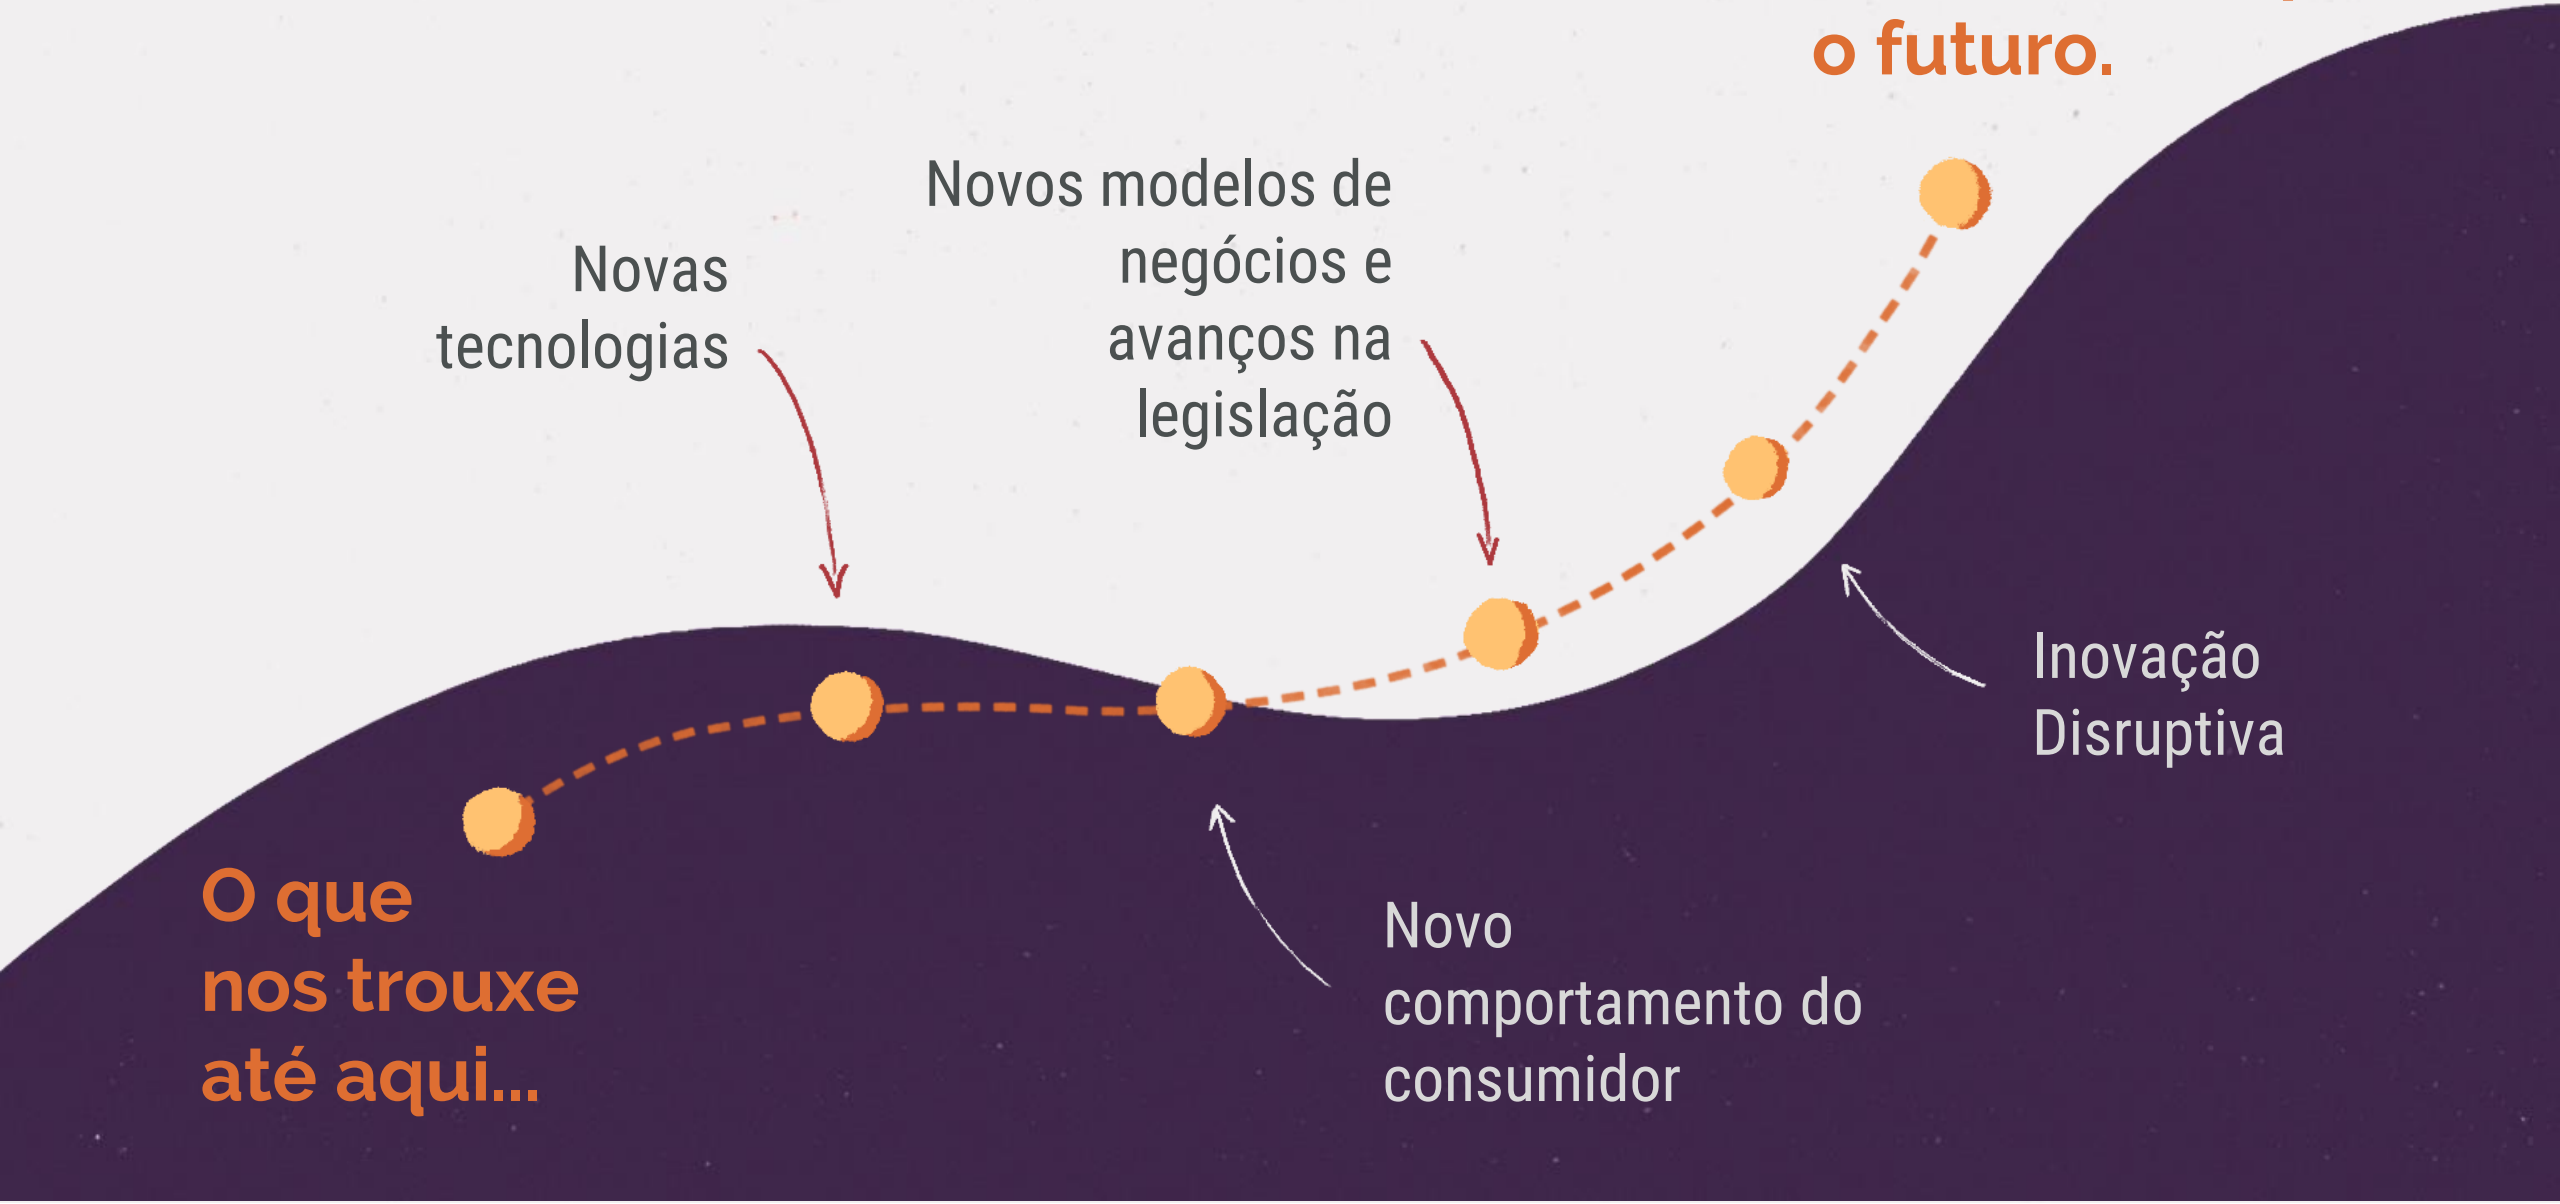 o futuro.
Novos modelos de
negócios e
avanços na
legislação
Novas
tecnologias
Inovação
Disruptiva
O que
nos trouxe
até aqui...
Novo
comportamento do
consumidor